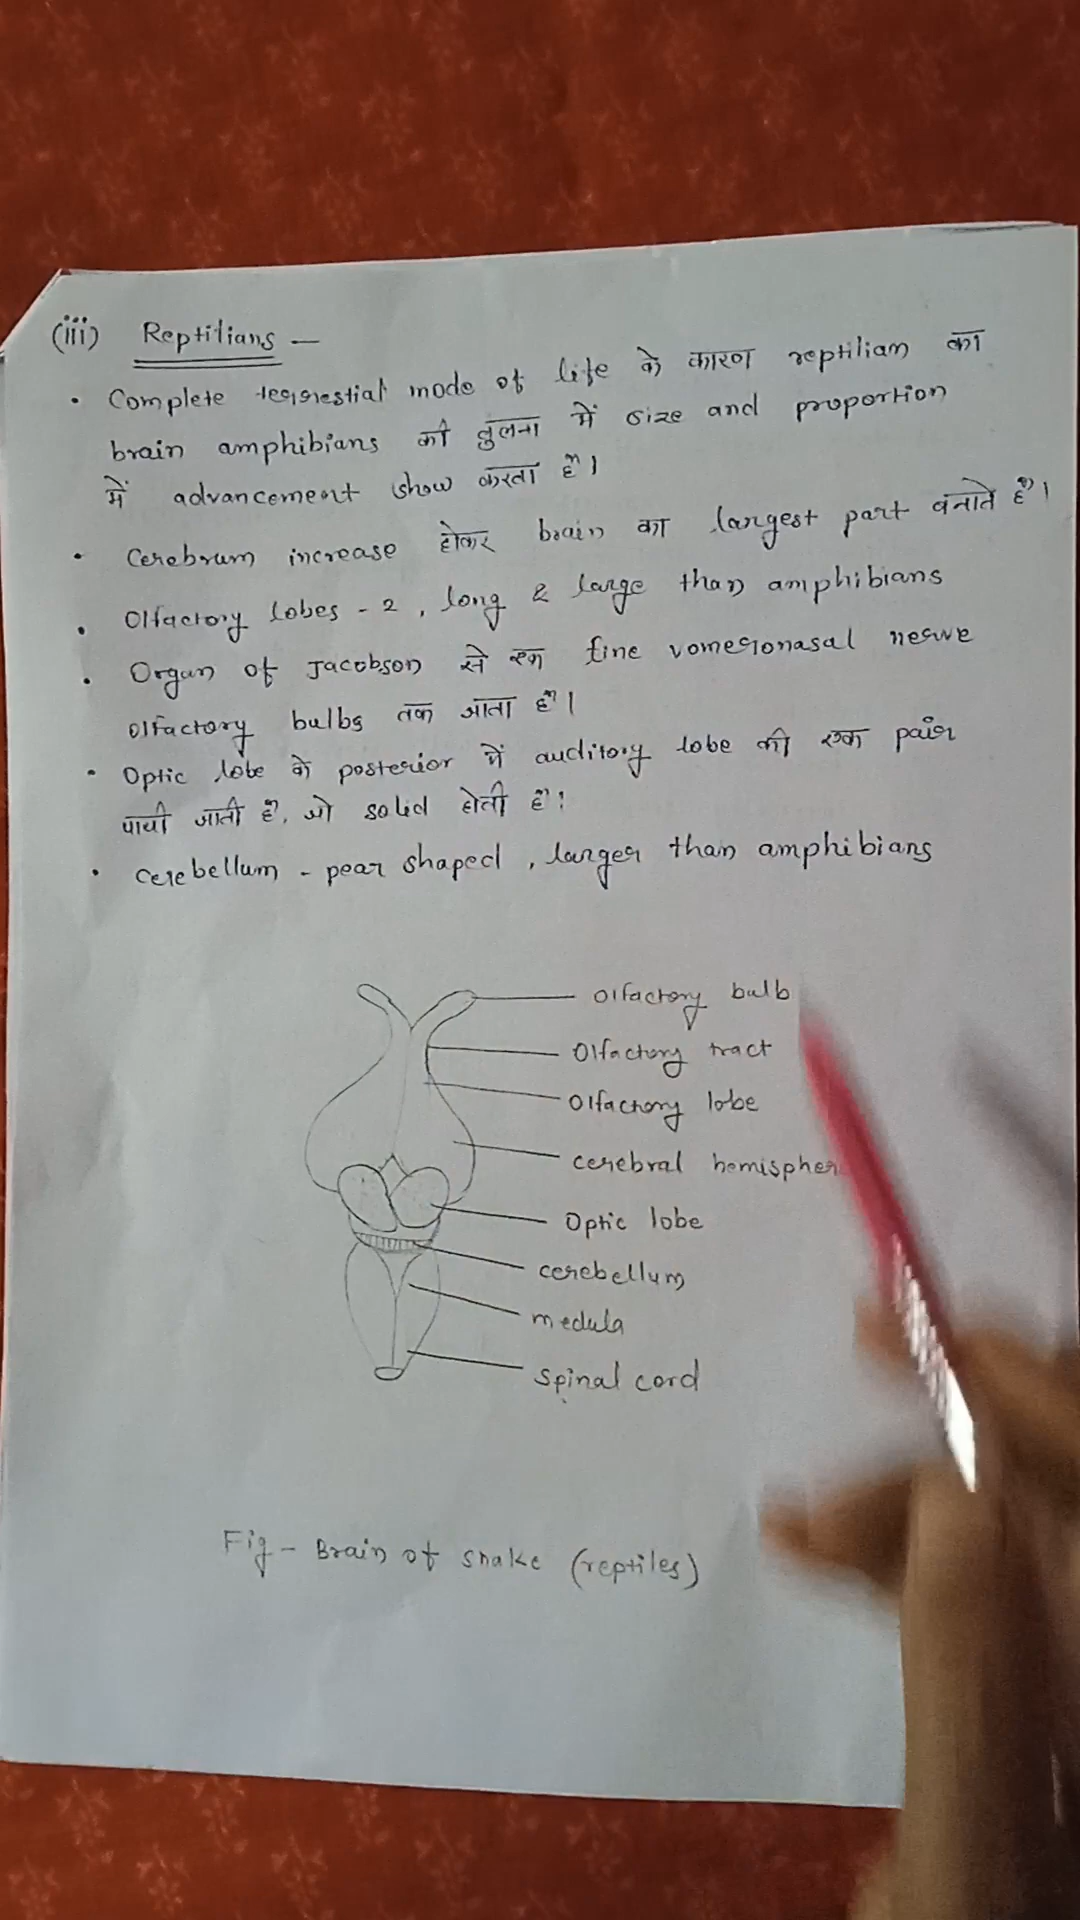 (iii) Reptilians —
• Complete terrestial mode of life के कारण reptilian का
brain amphibians की तुलना में size and proportion
में advancement show करता है।
• Cerebrum increase होकर brain का largest part बनाते है।
• Olfactory lobes - 2, long & large than amphibians
• Organ of Jacobson से एक fine vomeronasal nerve
olfactory bulbs तक जाता है।
• Optic lobe के posterior में auditory lobe की एक pair
पायी जाती है, जो solid होती है।
• Cerebellum - pear shaped, larger than amphibians
Olfactory bulb
Olfactory tract
Olfactory lobe
cerebral hemispher
Optic lobe
cerebellum
medula
spinal cord
Fig - Brain of snake (reptiles)